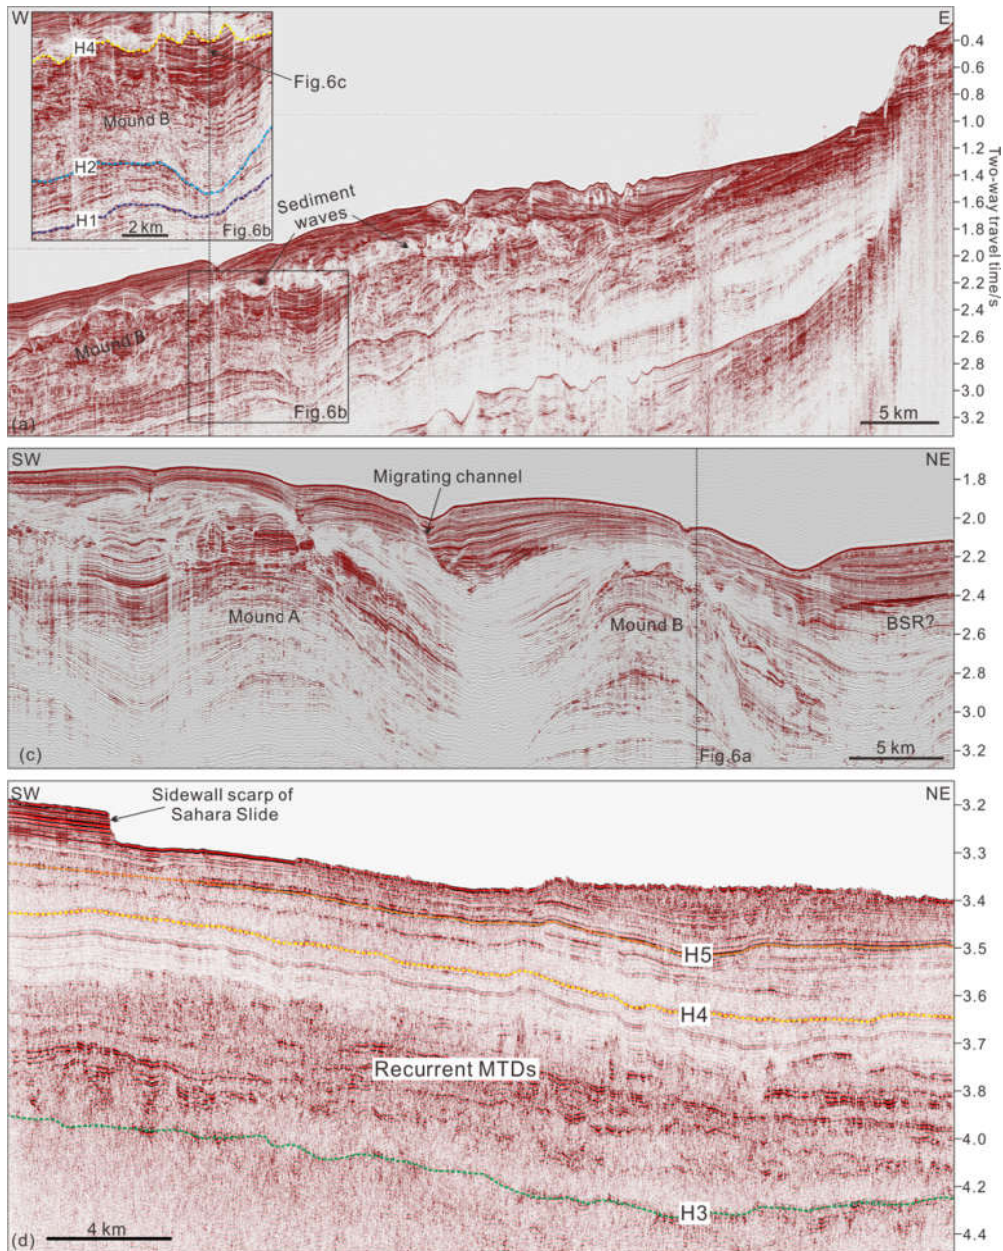 W
E
H4
Fig.6c
Mound B
H2
H1
2 km
Fig.6b
Sediment
waves
Mound B
Fig.6b
(a)
5 km
0.4
0.6
0.8
1.0
1.2
1.4
1.6
1.8
2.0
2.2
2.4
2.6
2.8
3.0
3.2
Two-way travel time/s
SW
NE
Migrating channel
Mound A
Mound B
BSR?
(c)
5 km
Fig.6a
1.8
2.0
2.2
2.4
2.6
2.8
3.0
3.2
SW
NE
Sidewall scarp of
Sahara Slide
H5
H4
Recurrent MTDs
H3
(d)
4 km
3.2
3.3
3.4
3.5
3.6
3.7
3.8
4.0
4.2
4.4